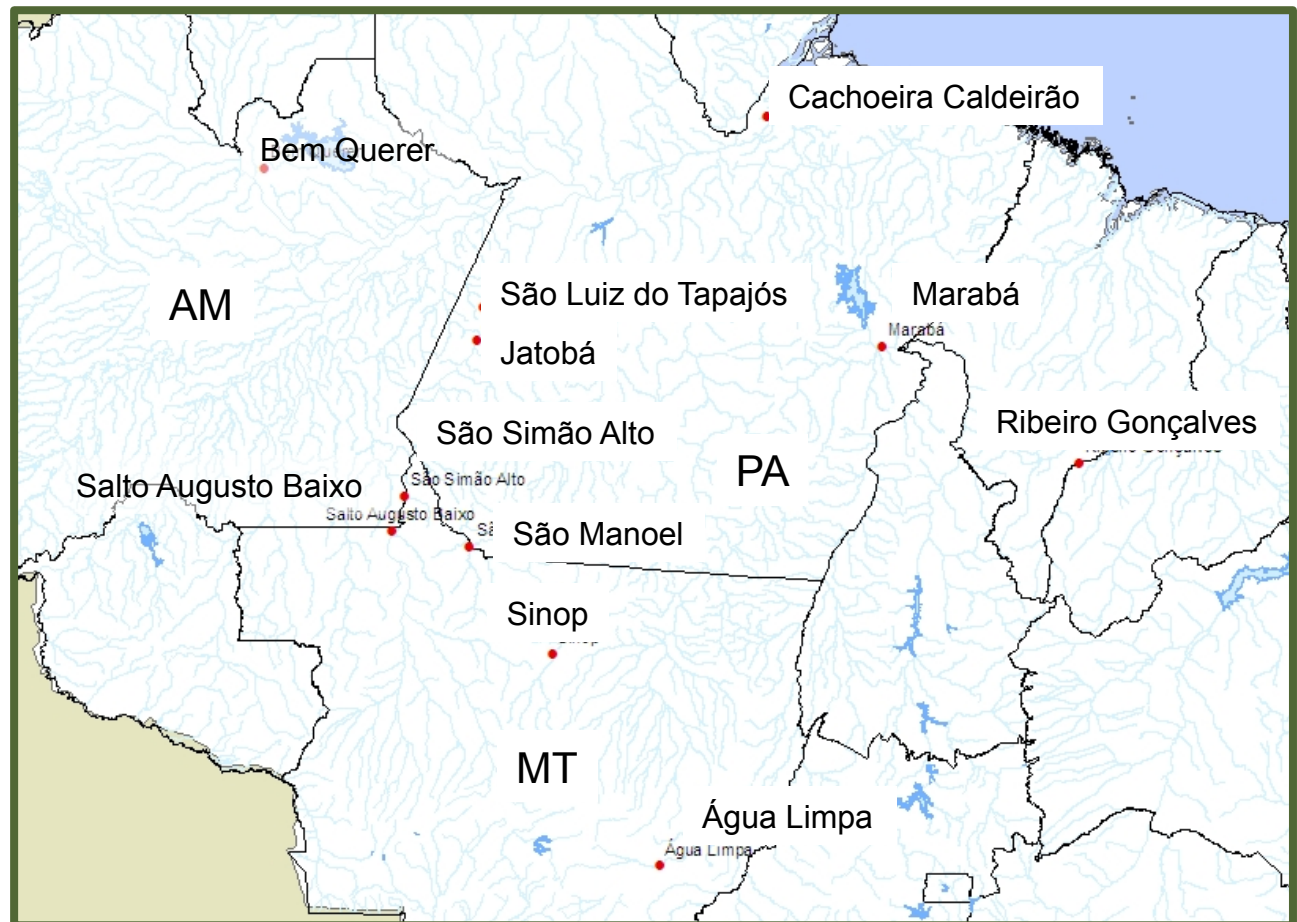 Cachoeira Caldeirão
Bem Querer
AM
São Luiz do Tapajós
Marabá
Marabá
Jatobá
Ribeiro Gonçalves
São Simão Alto
PA
Salto Augusto Baixo
São Simão Alto
Salto Augusto Baixo
São Manoel
Sinop
MT
Água Limpa
Água Limpa